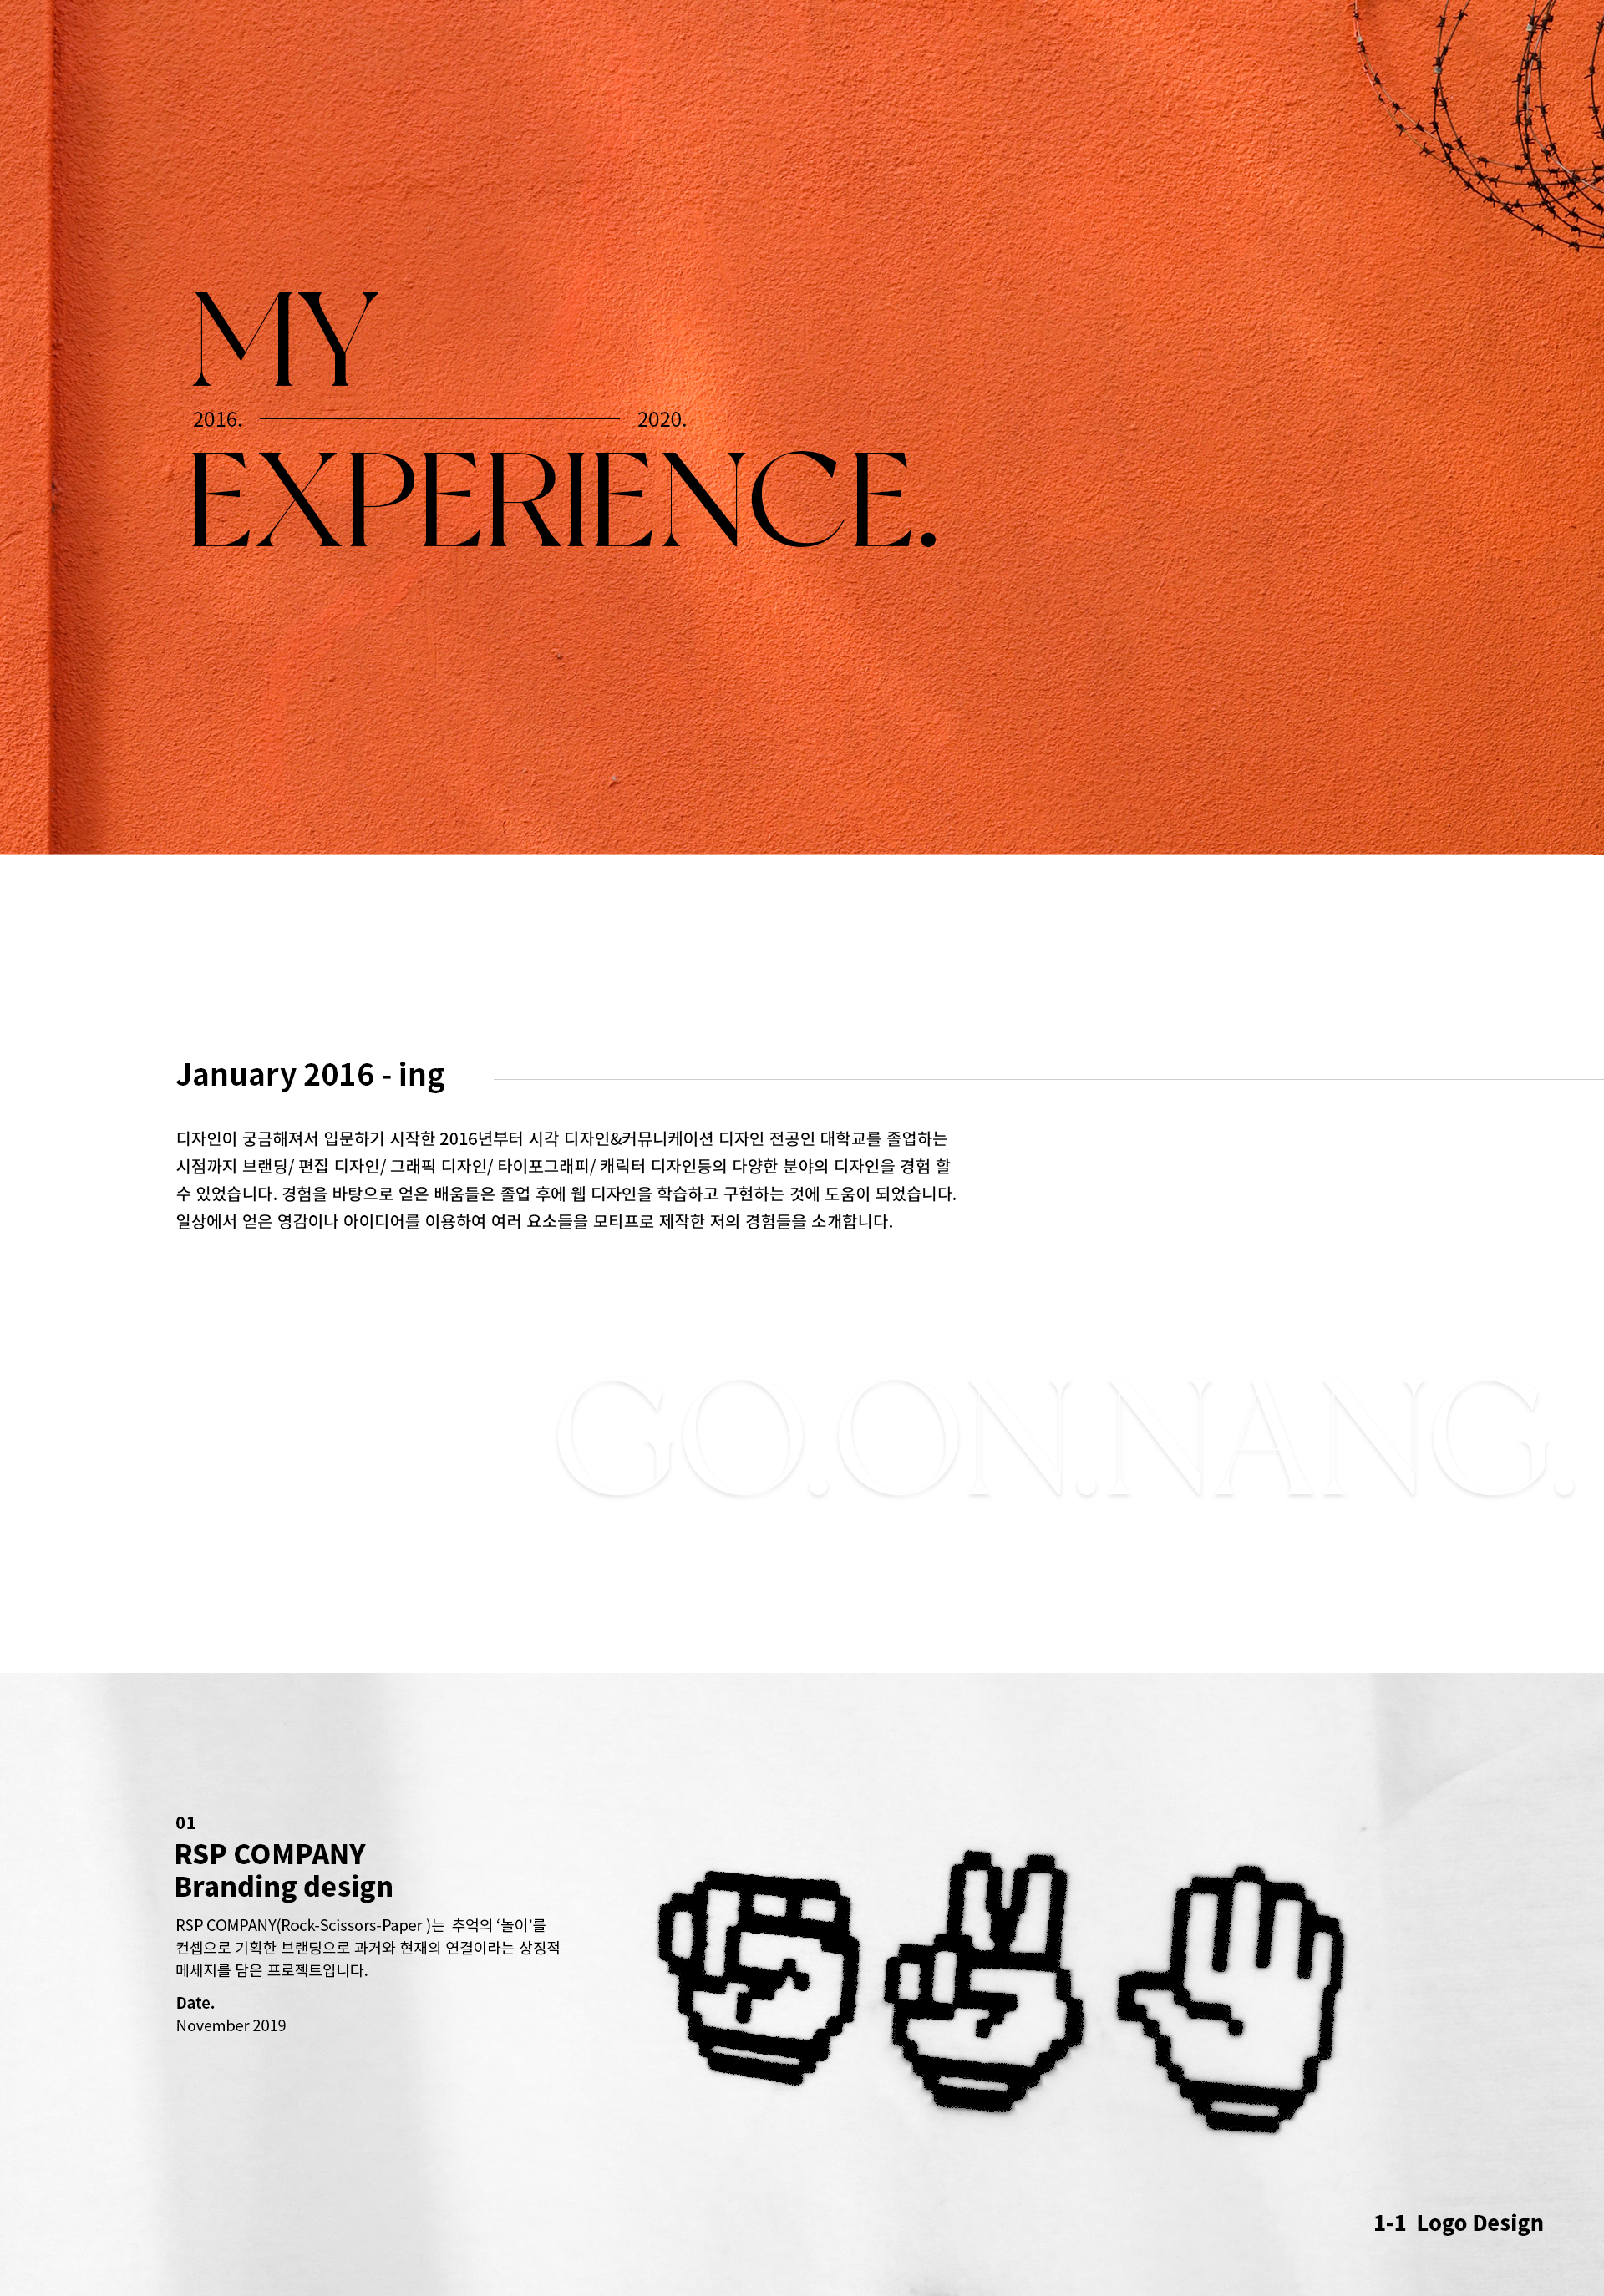 MY
2016. 2020.
EXPERIENCE.
January 2016 - ing
디자인이 궁금해져서 입문하기 시작한 2016년부터 시각 디자인&커뮤니케이션 디자인 전공인 대학교를 졸업하는
시점까지 브랜딩/ 편집 디자인/ 그래픽 디자인/ 타이포그래피/ 캐릭터 디자인등의 다양한 분야의 디자인을 경험 할
수 있었습니다. 경험을 바탕으로 얻은 배움들은 졸업 후에 웹 디자인을 학습하고 구현하는 것에 도움이 되었습니다.
일상에서 얻은 영감이나 아이디어를 이용하여 여러 요소들을 모티프로 제작한 저의 경험들을 소개합니다.
GO.ON.NANG.
01
RSP COMPANY
Branding design
RSP COMPANY(Rock-Scissors-Paper )는 추억의 ‘놀이’를
컨셉으로 기획한 브랜딩으로 과거와 현재의 연결이라는 상징적
메세지를 담은 프로젝트입니다.
Date.
November 2019
1-1 Logo Design